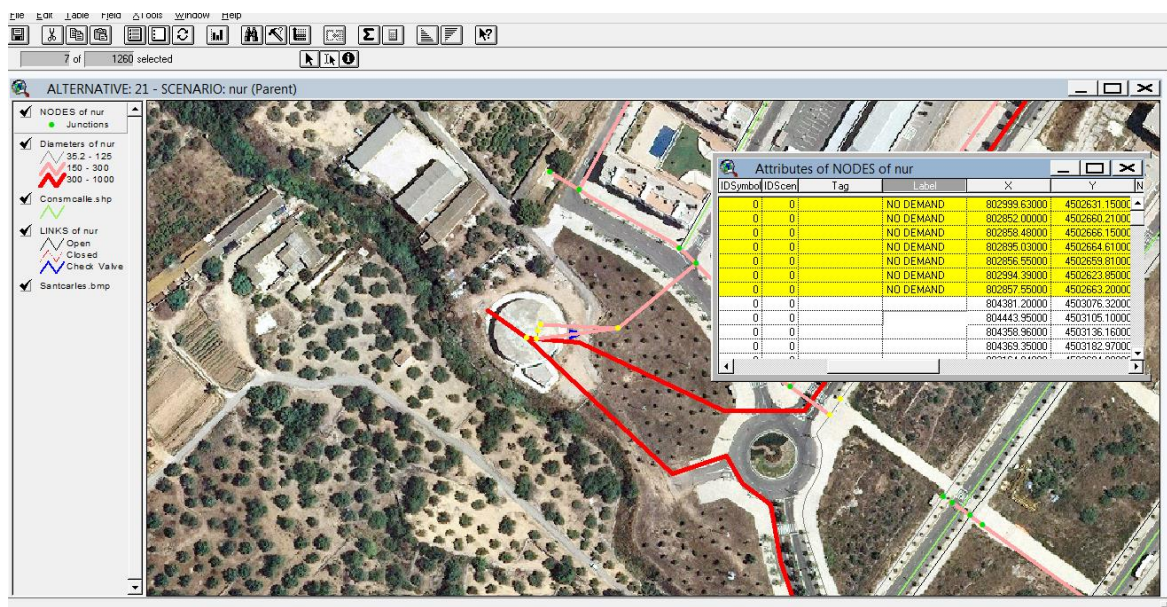 File Edit Table Field XTools Window Help
7 of 1260 selected
ALTERNATIVE: 21 - SCENARIO: nur (Parent)
NODES of nur
Junctions
Diameters of nur
35.2 - 125
150 - 300
300 - 1000
Consmcalle.shp
LINKS of nur
Open
Closed
Check Valve
Santcarles.bmp
Attributes of NODES of nur
IDSymbol IDScen Tag Label X Y N
0 0 NO DEMAND 802999.63000 4502631.15000
0 0 NO DEMAND 802852.00000 4502660.21000
0 0 NO DEMAND 802858.48000 4502666.15000
0 0 NO DEMAND 802895.03000 4502664.61000
0 0 NO DEMAND 802856.55000 4502659.81000
0 0 NO DEMAND 802994.39000 4502623.85000
0 0 NO DEMAND 802857.55000 4502663.20000
0 0 804381.20000 4503076.32000
0 0 804443.95000 4503105.10000
0 0 804358.96000 4503136.16000
0 0 804369.35000 4503182.97000